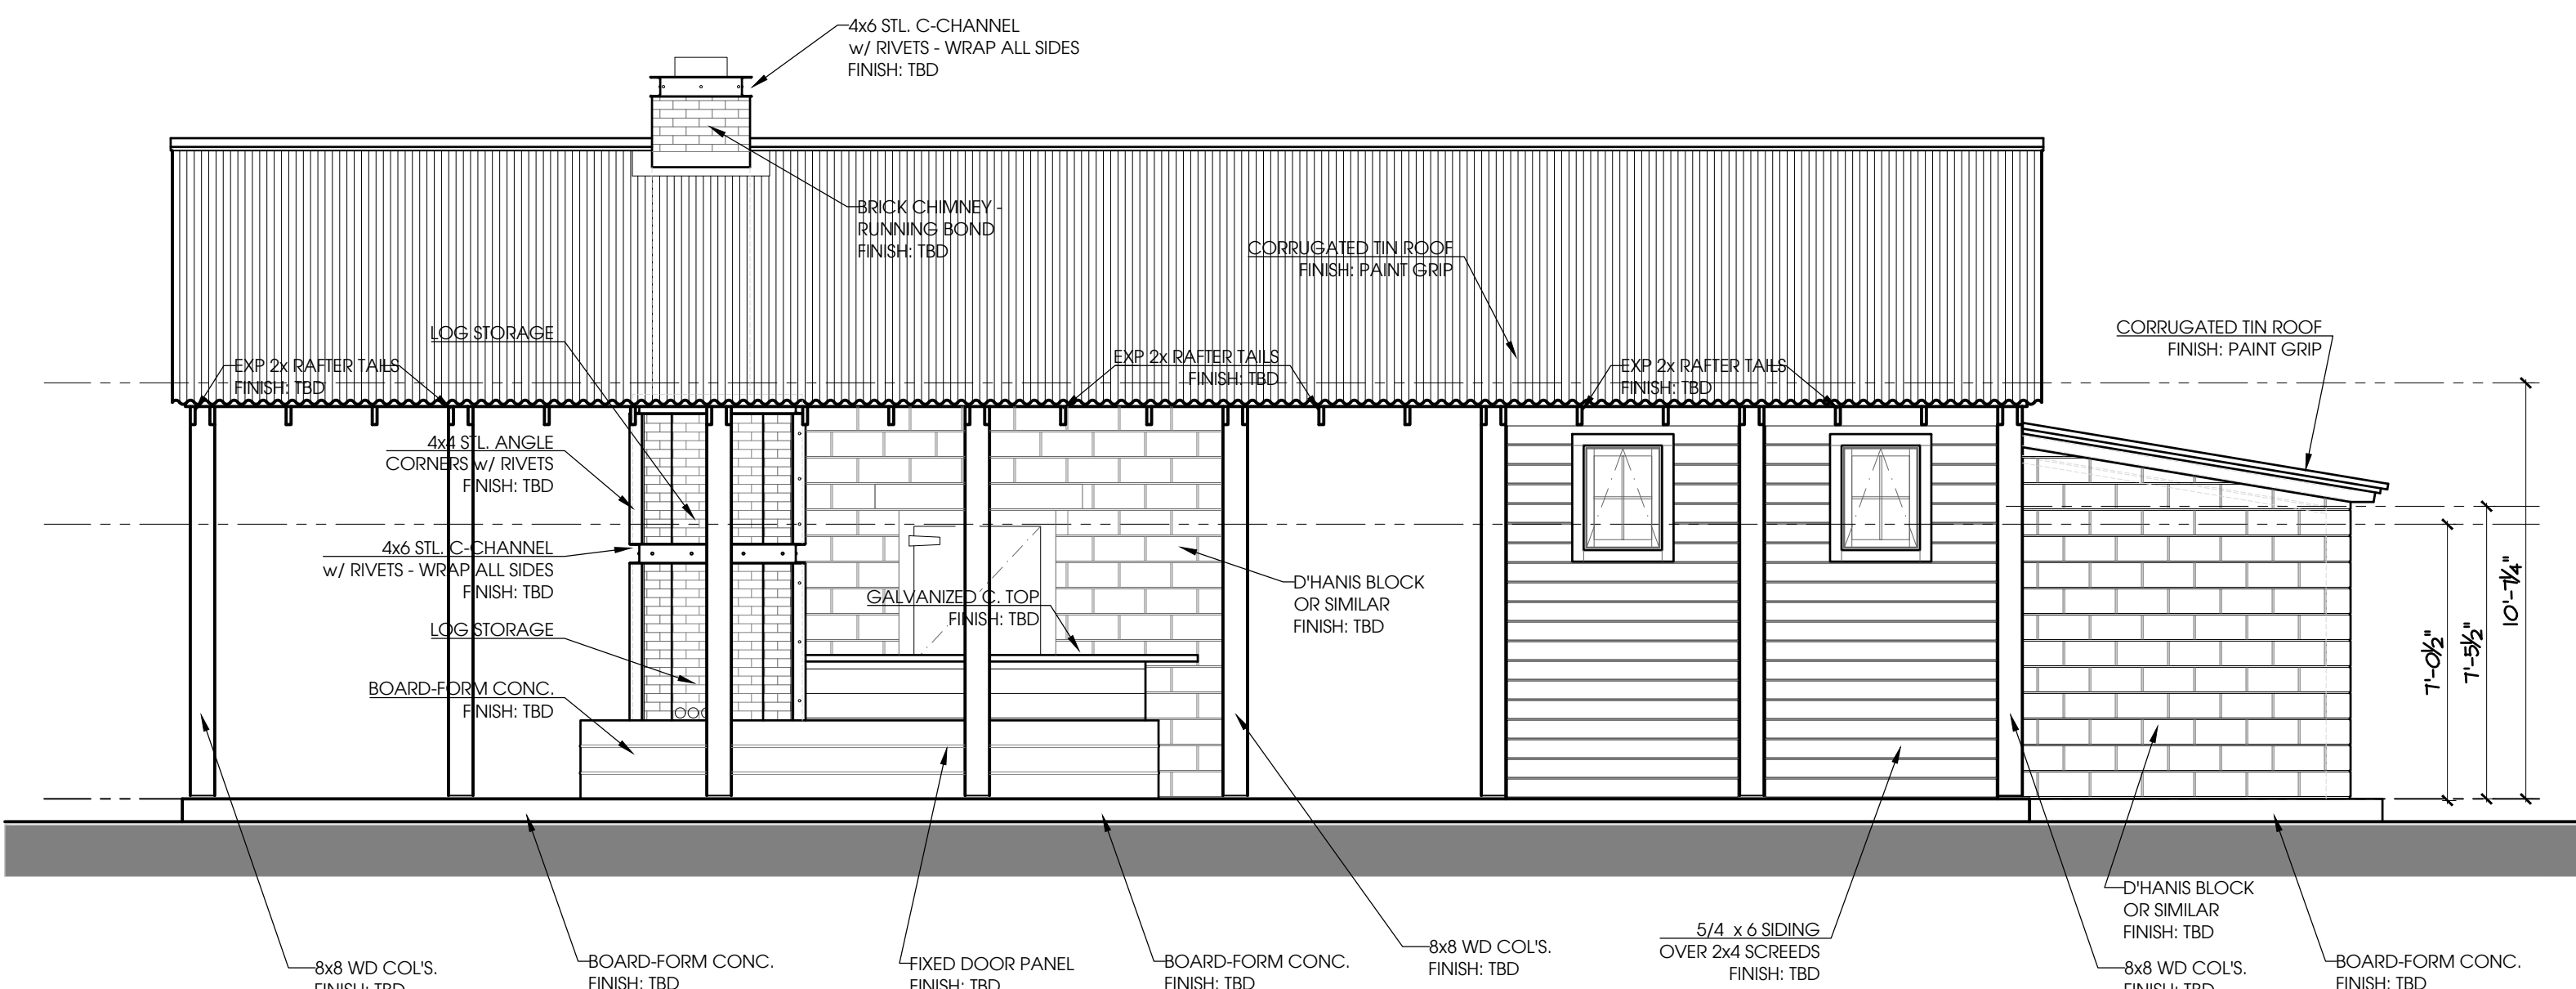 4x6 STL. C-CHANNEL
w/ RIVETS - WRAP ALL SIDES
FINISH: TBD
BRICK CHIMNEY -
RUNNING BOND
FINISH: TBD
CORRUGATED TIN ROOF
FINISH: PAINT GRIP
CORRUGATED TIN ROOF
FINISH: PAINT GRIP
LOG STORAGE
EXP 2x RAFTER TAILS
FINISH: TBD
EXP 2x RAFTER TAILS
FINISH: TBD
EXP 2x RAFTER TAILS
FINISH: TBD
4x4 STL. ANGLE
CORNERS w/ RIVETS
FINISH: TBD
4x6 STL. C-CHANNEL
w/ RIVETS - WRAP ALL SIDES
FINISH: TBD
GALVANIZED C. TOP
FINISH: TBD
D'HANIS BLOCK
OR SIMILAR
FINISH: TBD
LOG STORAGE
BOARD-FORM CONC.
FINISH: TBD
7'-0½"
7'-5½"
10'-7¼"
8x8 WD COL'S.
FINISH: TBD
BOARD-FORM CONC.
FINISH: TBD
FIXED DOOR PANEL
FINISH: TBD
BOARD-FORM CONC.
FINISH: TBD
8x8 WD COL'S.
FINISH: TBD
5/4 x 6 SIDING
OVER 2x4 SCREEDS
FINISH: TBD
D'HANIS BLOCK
OR SIMILAR
FINISH: TBD
8x8 WD COL'S.
FINISH: TBD
BOARD-FORM CONC.
FINISH: TBD